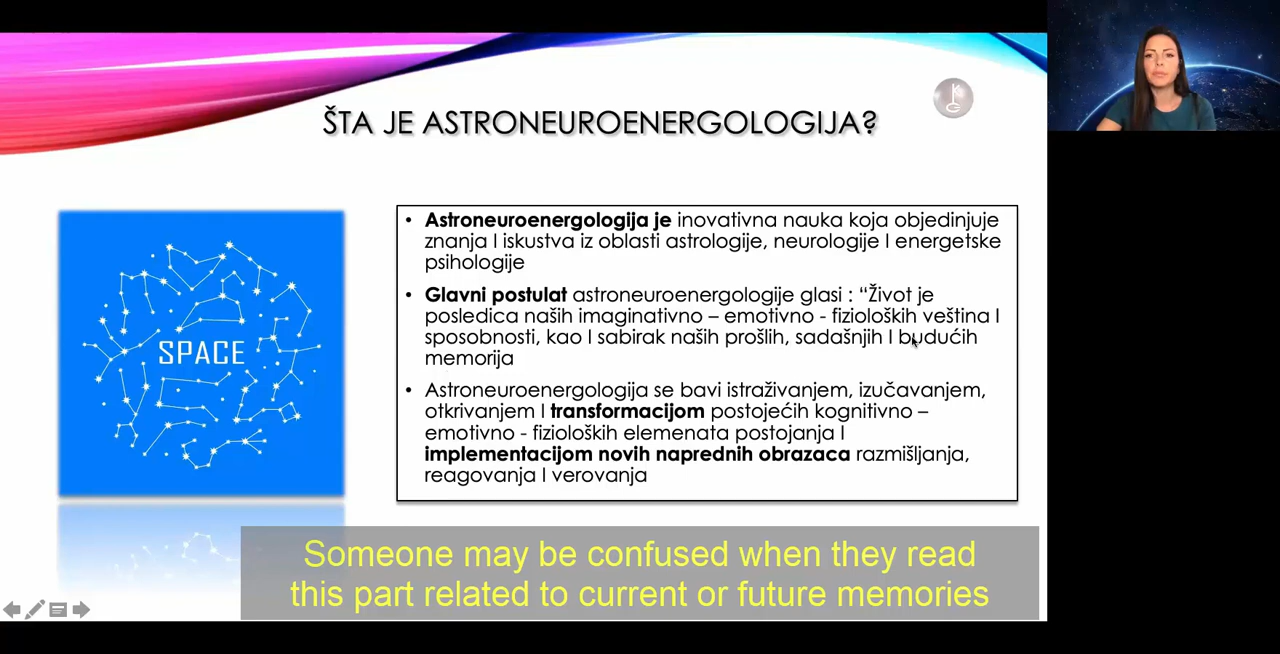 ŠTA JE ASTRONEUROENERGOLOGIJA?
SPACE
• Astroneuroenergologija je inovativna nauka koja objedinjuje
znanja I iskustva iz oblasti astrologije, neurologije I energetske
psihologije
• Glavni postulat astroneuroenergologije glasi : “Život je
posledica naših imaginativno – emotivno - fizioloških veština I
sposobnosti, kao I sabirak naših prošlih, sadašnjih I budućih
memorija
• Astroneuroenergologija se bavi istraživanjem, izučavanjem,
otkrivanjem I transformacijom postojećih kognitivno –
emotivno - fizioloških elemenata postojanja I
implementacijom novih naprednih obrazaca razmišljanja,
reagovanja I verovanja
Someone may be confused when they read
this part related to current or future memories